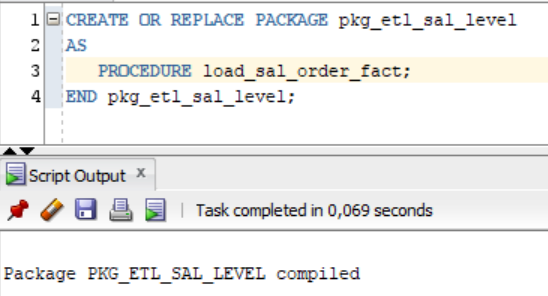 1 CREATE OR REPLACE PACKAGE pkg_etl_sal_level
2 AS
3 PROCEDURE load_sal_order_fact;
4 END pkg_etl_sal_level;
Script Output x
Task completed in 0,069 seconds
Package PKG_ETL_SAL_LEVEL compiled